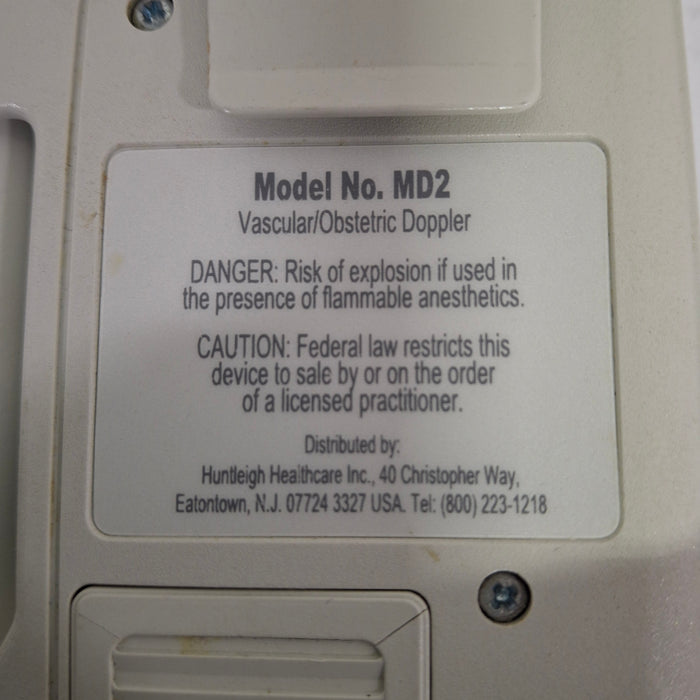 Model No. MD2
Vascular/Obstetric Doppler
DANGER: Risk of explosion if used in
the presence of flammable anesthetics.
CAUTION: Federal law restricts this
device to sale by or on the order
of a licensed practitioner.
Distributed by:
Huntleigh Healthcare Inc., 40 Christopher Way,
Eatontown, N.J. 07724 3327 USA. Tel: (800) 223-1218